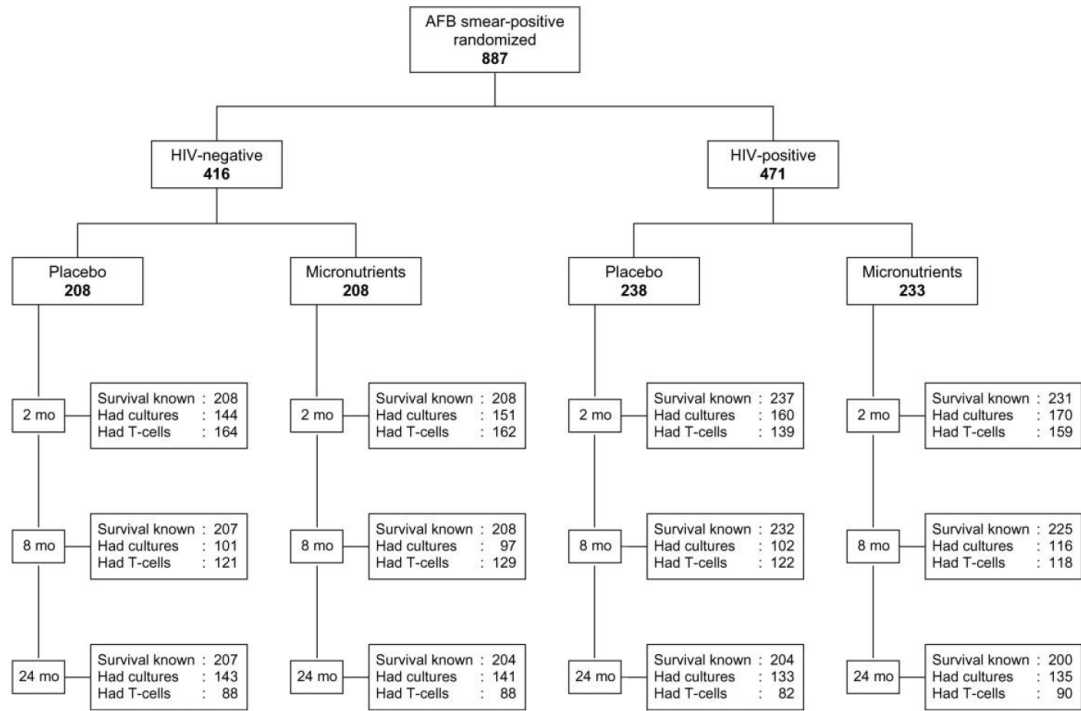 AFB smear-positive
randomized
887
HIV-negative
416
HIV-positive
471
Placebo
208
Micronutrients
208
Placebo
238
Micronutrients
233
2 mo
Survival known : 208
Had cultures : 144
Had T-cells : 164
2 mo
Survival known : 208
Had cultures : 151
Had T-cells : 162
2 mo
Survival known : 237
Had cultures : 160
Had T-cells : 139
2 mo
Survival known : 231
Had cultures : 170
Had T-cells : 159
8 mo
Survival known : 207
Had cultures : 101
Had T-cells : 121
8 mo
Survival known : 208
Had cultures : 97
Had T-cells : 129
8 mo
Survival known : 232
Had cultures : 102
Had T-cells : 122
8 mo
Survival known : 225
Had cultures : 116
Had T-cells : 118
24 mo
Survival known : 207
Had cultures : 143
Had T-cells : 88
24 mo
Survival known : 204
Had cultures : 141
Had T-cells : 88
24 mo
Survival known : 204
Had cultures : 133
Had T-cells : 82
24 mo
Survival known : 200
Had cultures : 135
Had T-cells : 90